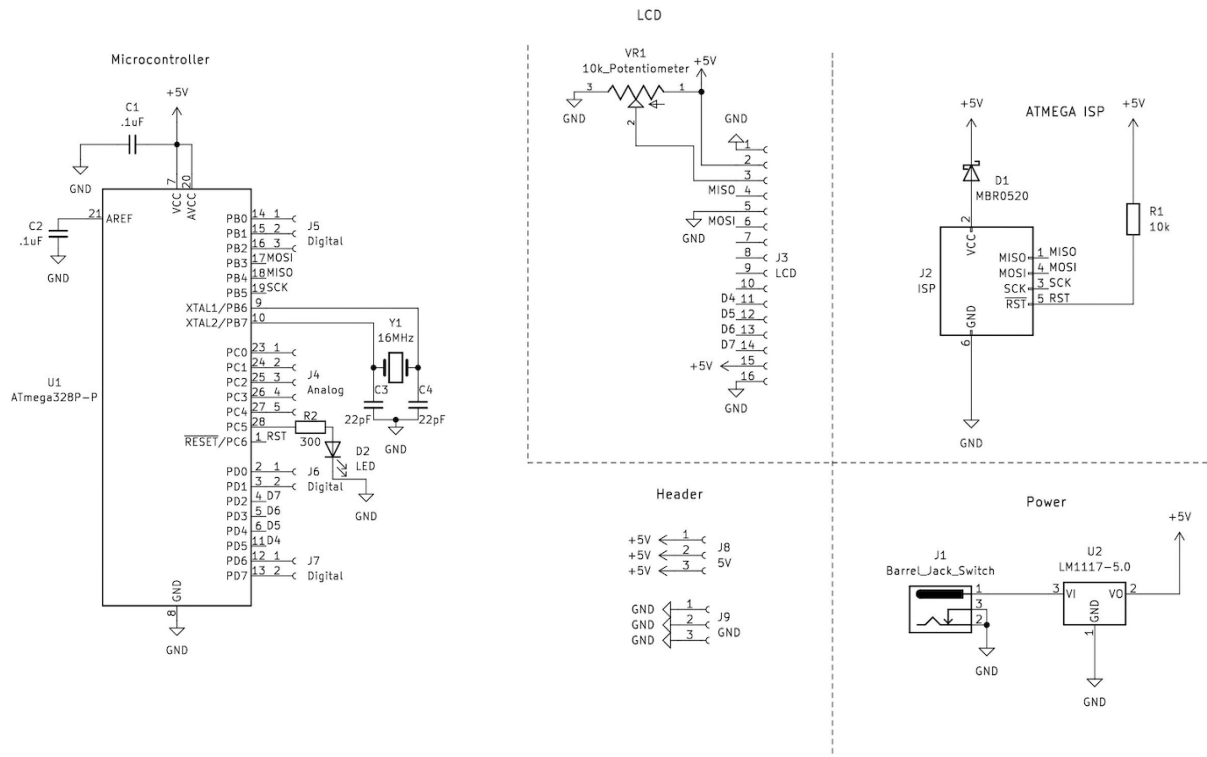 Microcontroller
+5V
C1
.1uF
GND
7
20
VCC
AVCC
21
AREF
C2
.1uF
GND
PB0 14 1
PB1 15 2
PB2 16 3
J5
Digital
PB3 17 MOSI
PB4 18 MISO
PB5 19 SCK
XTAL1/PB6 9
XTAL2/PB7 10
Y1
16MHz
C3
22pF
C4
22pF
GND
PC0 23 1
PC1 24 2
PC2 25 3
PC3 26 4
PC4 27 5
J4
Analog
PC5 28
R2
300
RESET/PC6 1 RST
D2
LED
GND
U1
ATmega328P-P
PD0 2 1
PD1 3 2
J6
Digital
PD2 4 D7
PD3 5 D6
PD4 6 D5
PD5 11 D4
PD6 12 1
PD7 13 2
J7
Digital
GND
8
GND
LCD
VR1
10k_Potentiometer
+5V
3
1
2
GND
GND
1
2
3
MISO 4
5
GND
MOSI 6
7
8
9
10
J3
LCD
D4 11
D5 12
D6 13
D7 14
+5V 15
16
GND
ATMEGA ISP
+5V
+5V
D1
MBR0520
R1
10k
2
VCC
J2
ISP
MISO 1 MISO
MOSI 4 MOSI
SCK 3 SCK
RST 5 RST
GND
6
GND
Header
+5V 1
+5V 2
+5V 3
J8
5V
GND 1
GND 2
GND 3
J9
GND
Power
+5V
J1
Barrel_Jack_Switch
1
3
2
GND
U2
LM1117-5.0
3 VI
VO 2
GND
1
GND